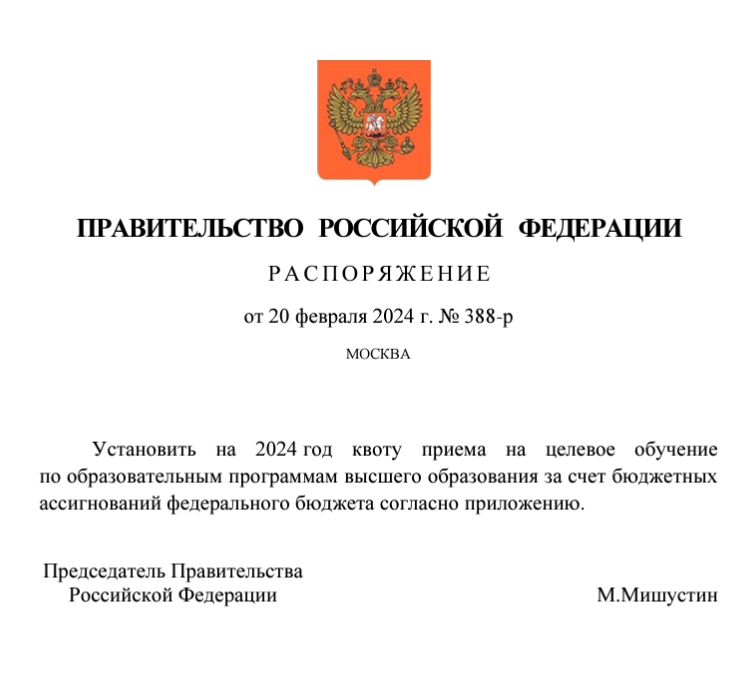 ПРАВИТЕЛЬСТВО РОССИЙСКОЙ ФЕДЕРАЦИИ
РАСПОРЯЖЕНИЕ
от 20 февраля 2024 г. № 388-р
МОСКВА
Установить на 2024 год квоту приема на целевое обучение
по образовательным программам высшего образования за счет бюджетных
ассигнований федерального бюджета согласно приложению.
Председатель Правительства
Российской Федерации М.Мишустин